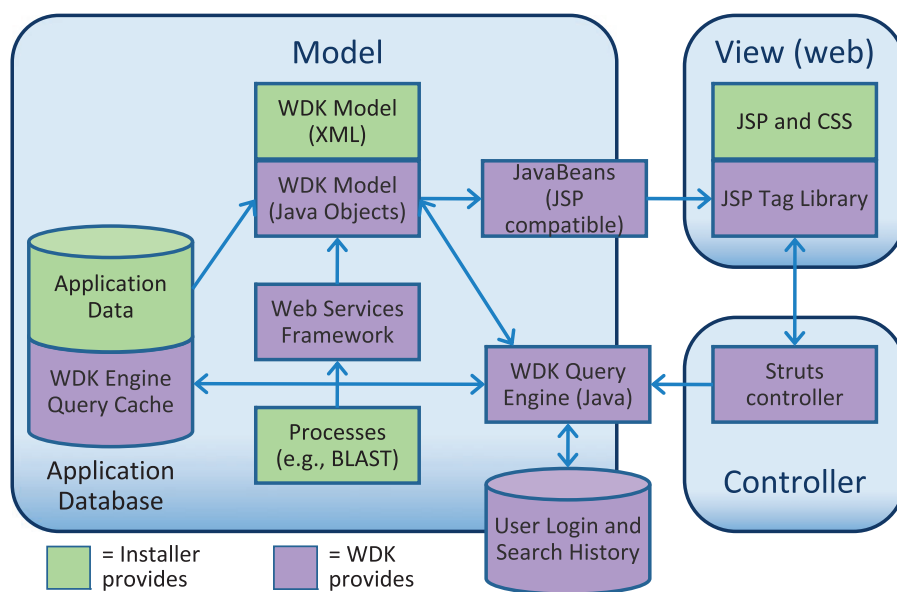 Model
View (web)
WDK Model
(XML)
WDK Model
(Java Objects)
JavaBeans
(JSP
compatible)
JSP and CSS
JSP Tag Library
Application
Data
WDK Engine
Query Cache
Application
Database
Web Services
Framework
Processes
(e.g., BLAST)
WDK Query
Engine (Java)
Struts
controller
Controller
User Login and
Search History
= Installer
provides
= WDK
provides